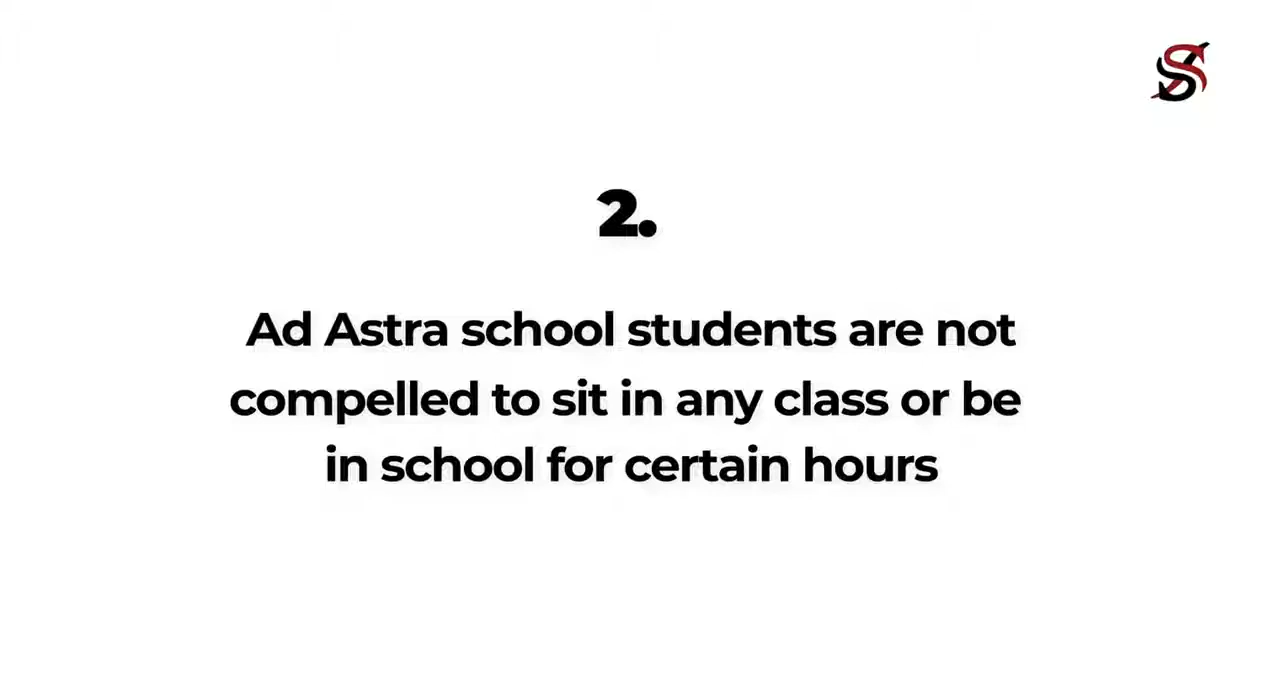 2.
Ad Astra school students are not
compelled to sit in any class or be
in school for certain hours